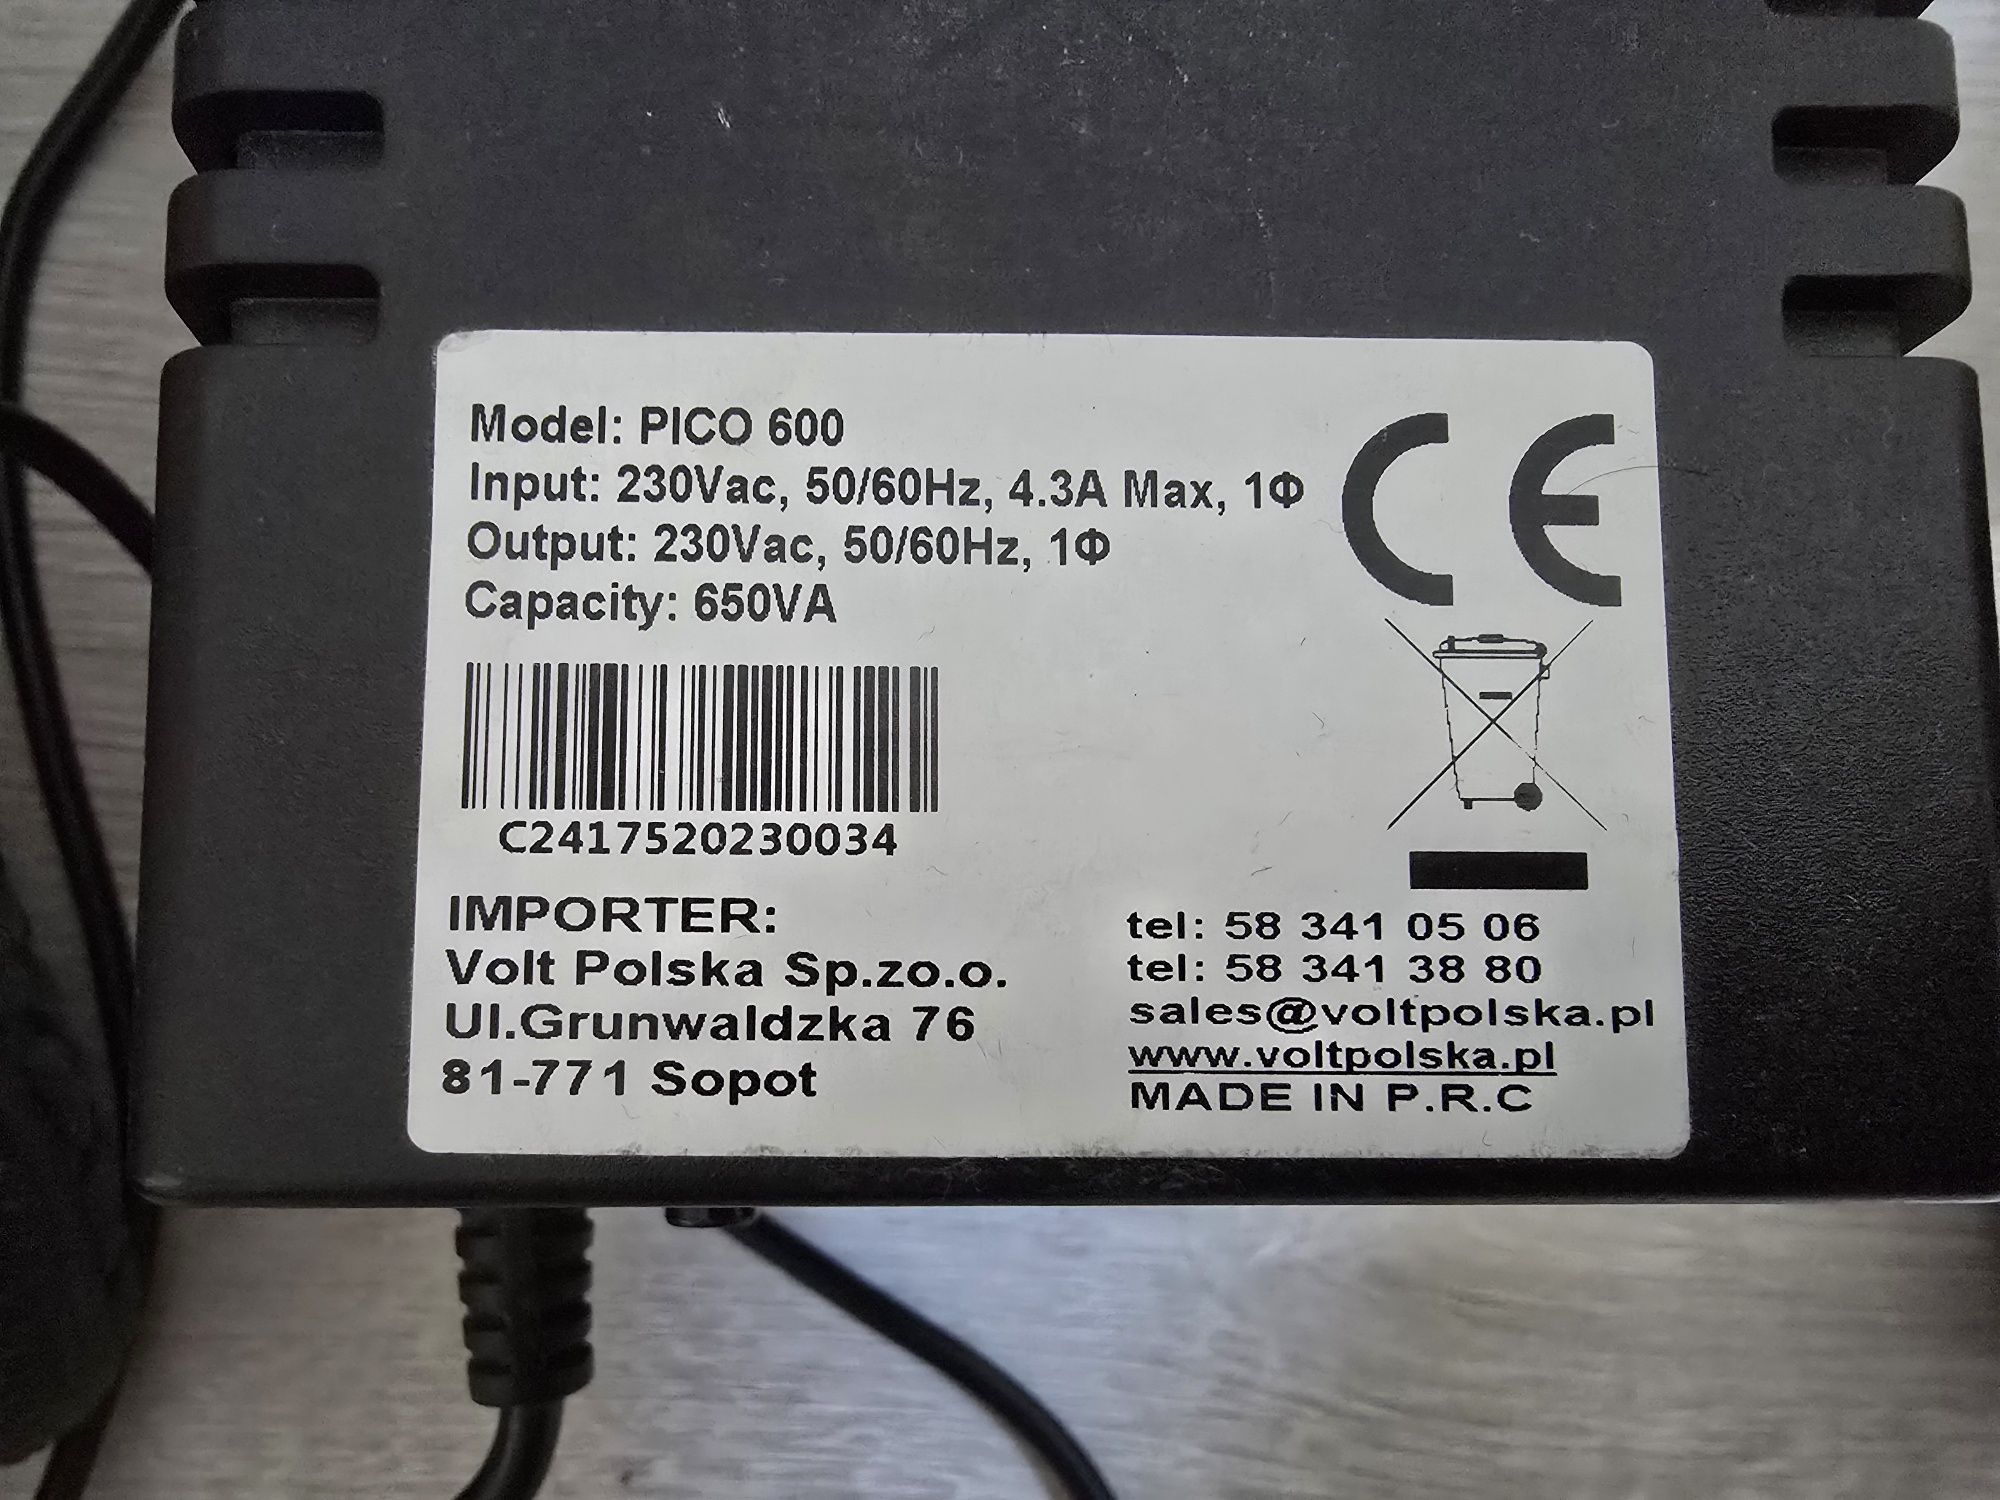 Model: PICO 600
Input: 230Vac, 50/60Hz, 4.3A Max, 1Φ
Output: 230Vac, 50/60Hz, 1Φ
Capacity: 650VA
CE
C2417520230034
IMPORTER:
Volt Polska Sp.zo.o.
Ul.Grunwaldzka 76
81-771 Sopot
tel: 58 341 05 06
tel: 58 341 38 80
sales@voltpolska.pl
www.voltpolska.pl
MADE IN P.R.C